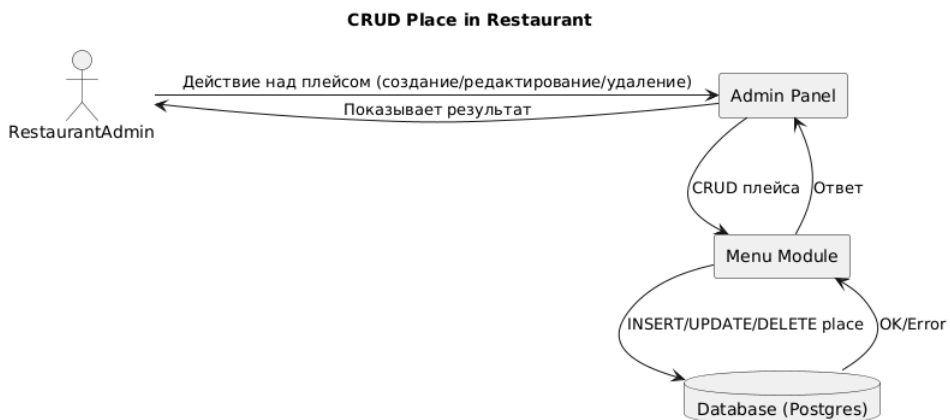 CRUD Place in Restaurant
Действие над плейсом (создание/редактирование/удаление)
Показывает результат
Admin Panel
RestaurantAdmin
CRUD плейса
Ответ
Menu Module
INSERT/UPDATE/DELETE place
OK/Error
Database (Postgres)